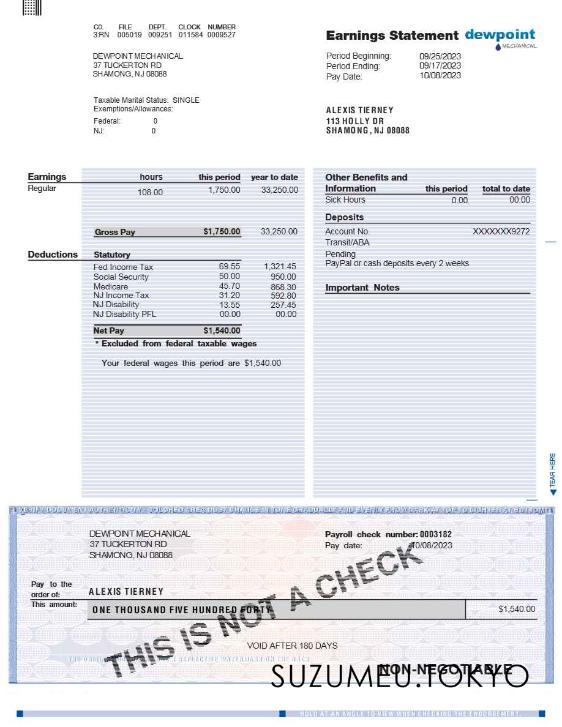 CO. FILE DEPT. CLOCK NUMBER
3RN 005019 009251 011584 0009527
Earnings Statement dewpoint
MECHANICAL
DEWPOINT MECHANICAL
37 TUCKERTON RD
SHAMONG, NJ 08088
Period Beginning: 09/25/2023
Period Ending: 09/17/2023
Pay Date: 10/08/2023
Taxable Marital Status: SINGLE
Exemptions/Allowances:
Federal: 0
NJ: 0
ALEXIS TIERNEY
113 HOLLY DR
SHAMONG, NJ 08088
Earnings hours this period year to date
Regular 108.00 1,750.00 33,250.00
Gross Pay $1,750.00 33,250.00
Deductions Statutory
Fed Income Tax 69.55 1,321.45
Social Security 50.00 950.00
Medicare 45.70 868.30
NJ Income Tax 31.20 592.80
NJ Disability 13.55 257.45
NJ Disability PFL 00.00 00.00
Net Pay $1,540.00
* Excluded from federal taxable wages
Your federal wages this period are $1,540.00
Other Benefits and
Information this period total to date
Sick Hours 0.00 00.00
Deposits
Account No XXXXXXX9272
Transit/ABA
Pending
PayPal or cash deposits every 2 weeks
Important Notes
TEAR HERE
DEWPOINT MECHANICAL
37 TUCKERTON RD
SHAMONG, NJ 08088
Payroll check number: 0003182
Pay date: 10/08/2023
Pay to the
order of: ALEXIS TIERNEY
This amount: ONE THOUSAND FIVE HUNDRED FORTY $1,540.00
THIS IS NOT A CHECK
VOID AFTER 180 DAYS
NON-NEGOTIABLE
SUZUMEU.TOKYO
HOLD AT AN ANGLE TO VIEW WHEN CHECKING THE ENDORSEMENT